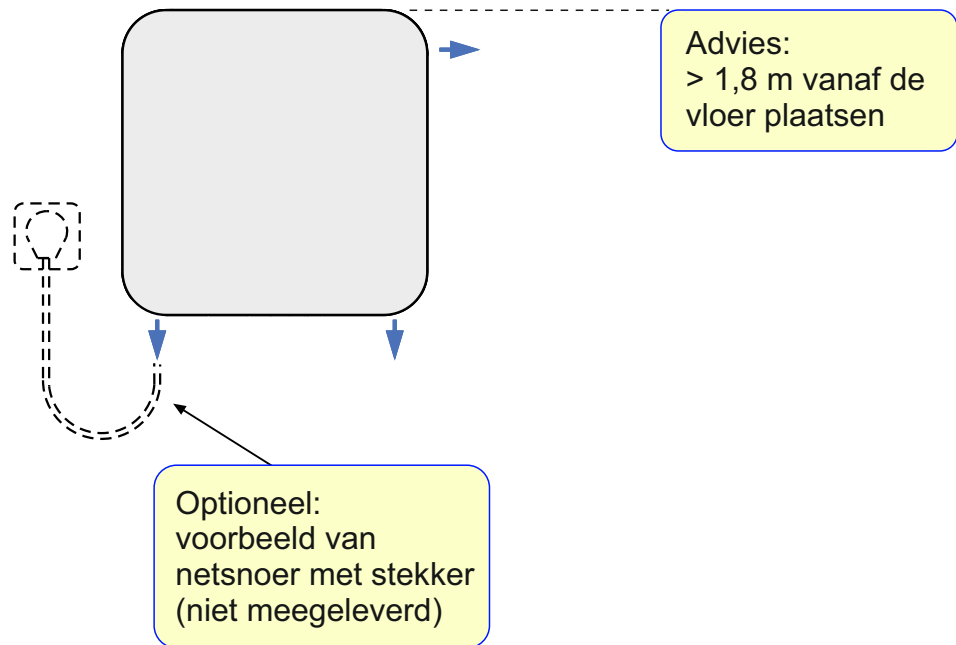 Advies:
> 1,8 m vanaf de
vloer plaatsen
Optioneel:
voorbeeld van
netsnoer met stekker
(niet meegeleverd)